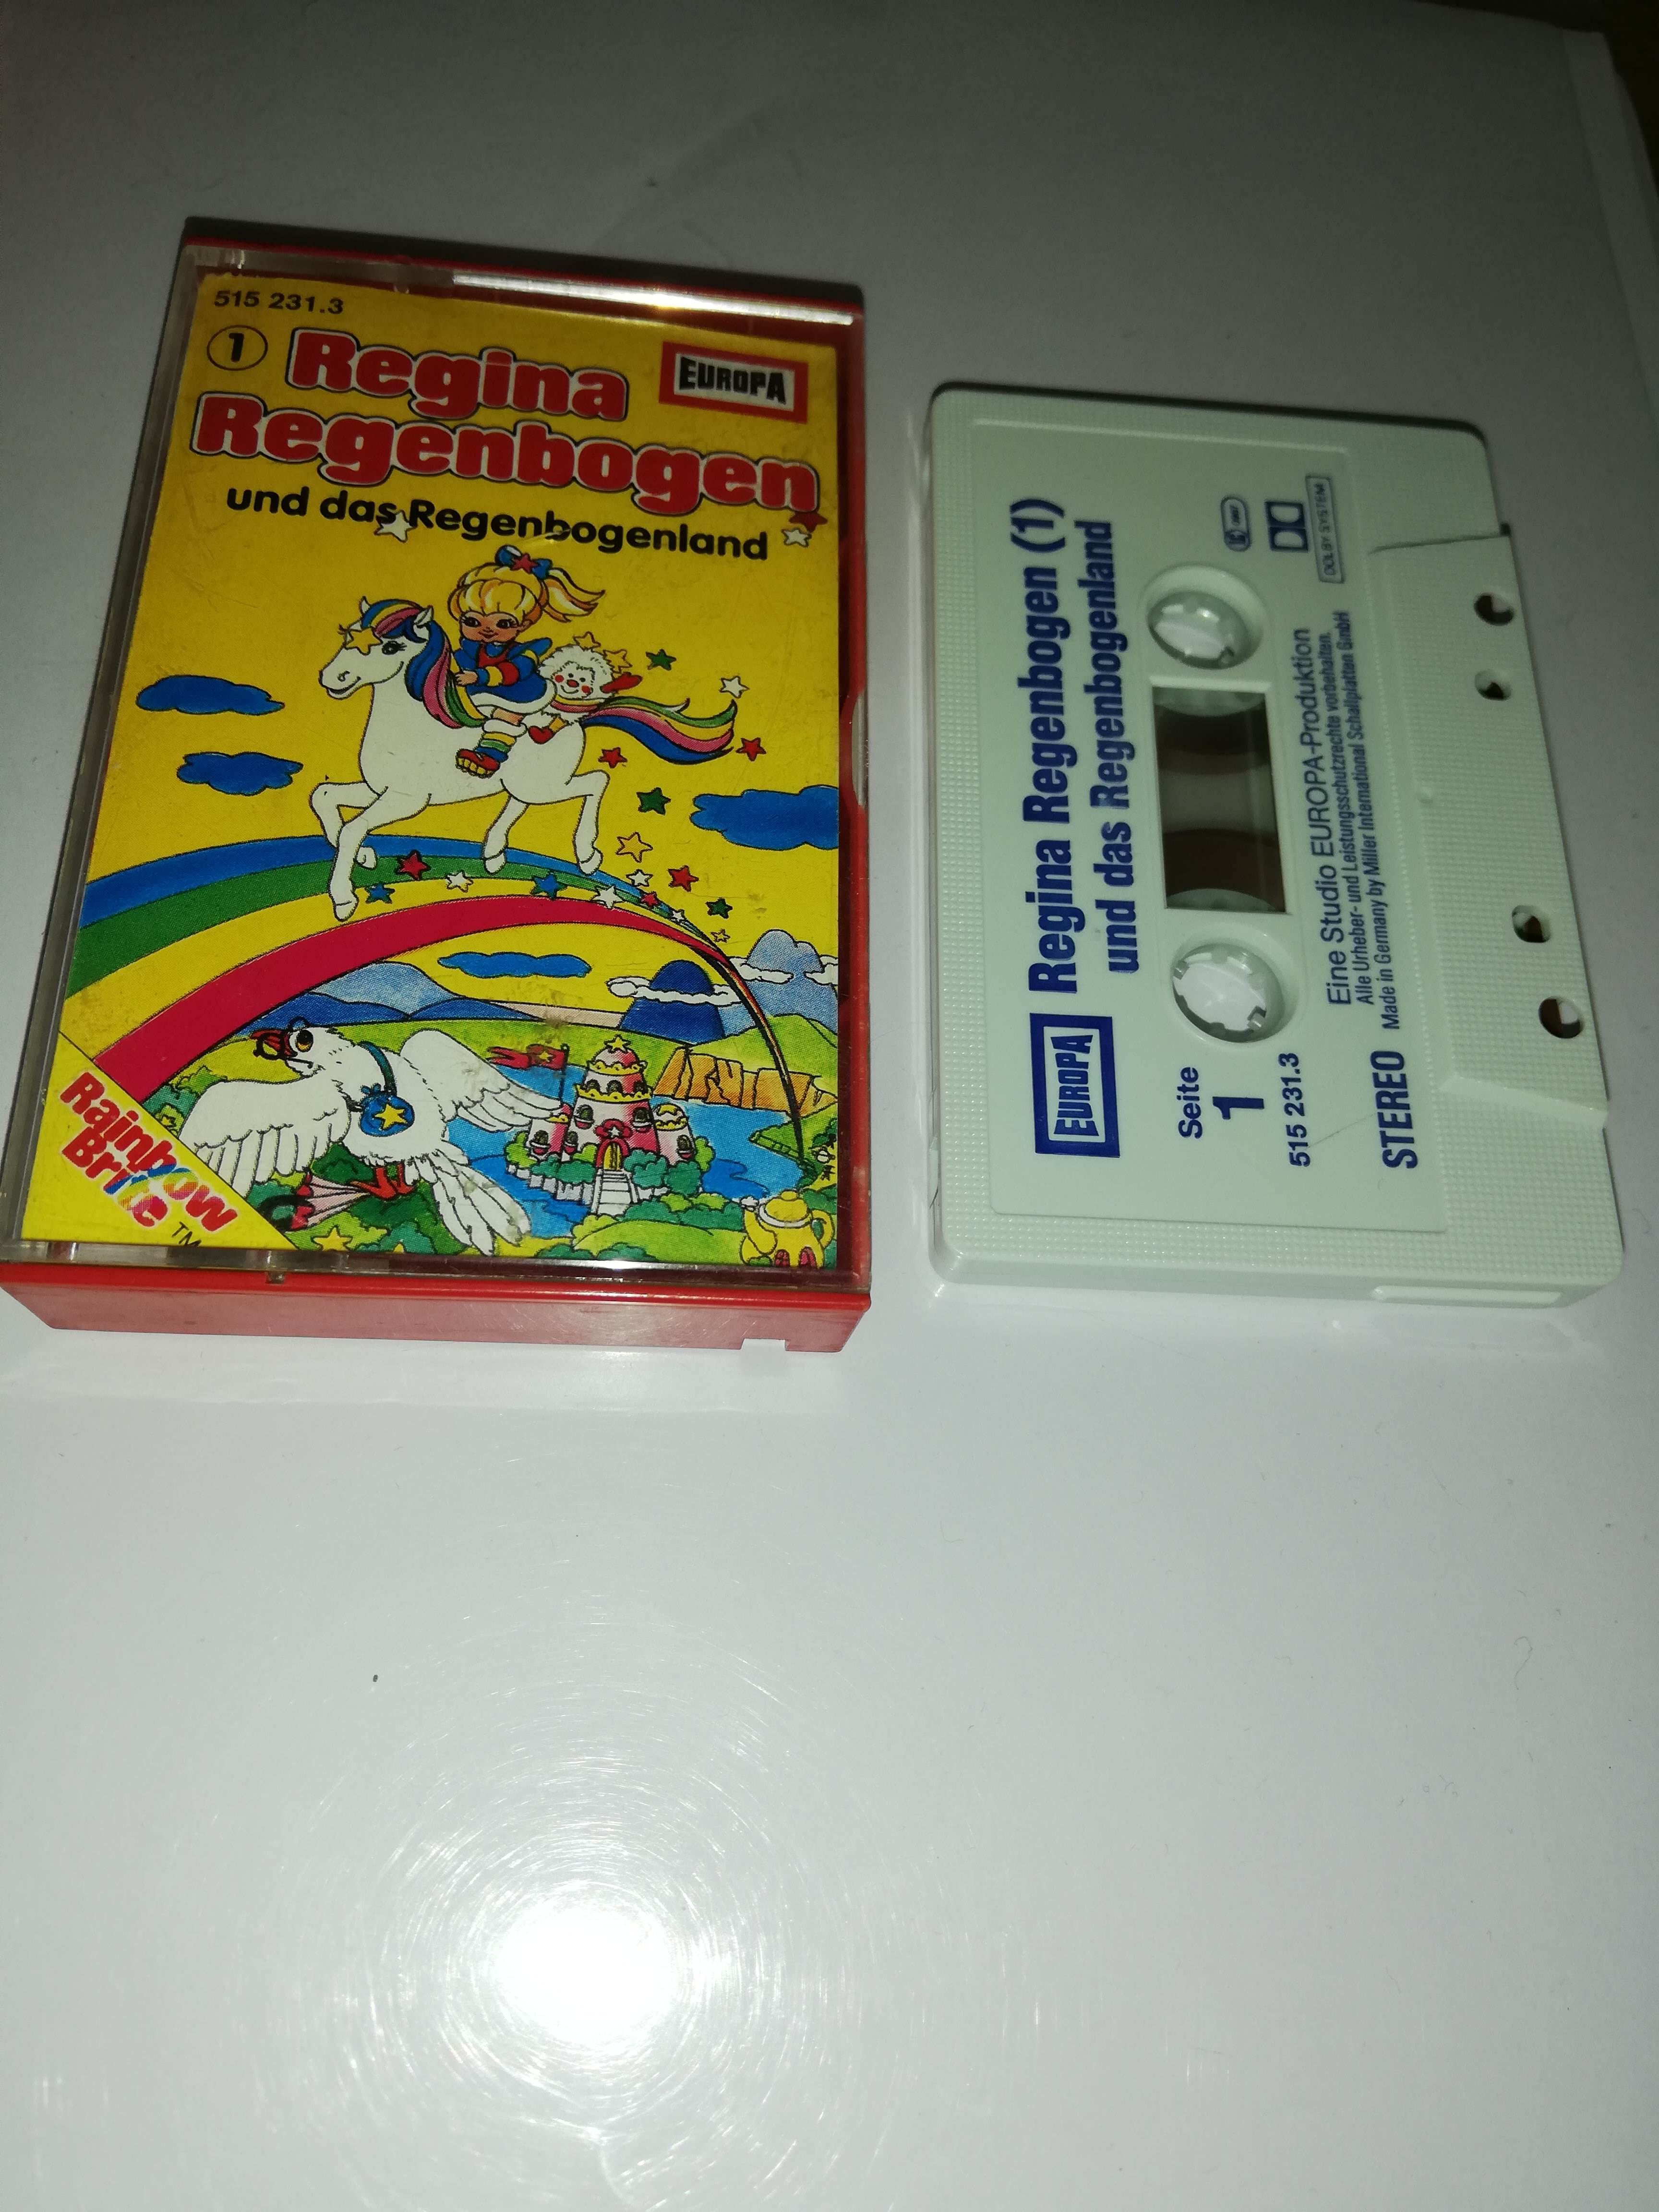 515 231.3
1
Regina
Regenbogen
EUROPA
und das Regenbogenland
Rainbow
Brite
TM
EUROPA
Regina Regenbogen (1)
und das Regenbogenland
Seite
1
515 231.3
STEREO
Eine Studio EUROPA-Produktion
Alle Urheber- und Leistungsschutzrechte vorbehalten.
Made in Germany by Miller International Schallplatten GmbH
DOLBY SYSTEM